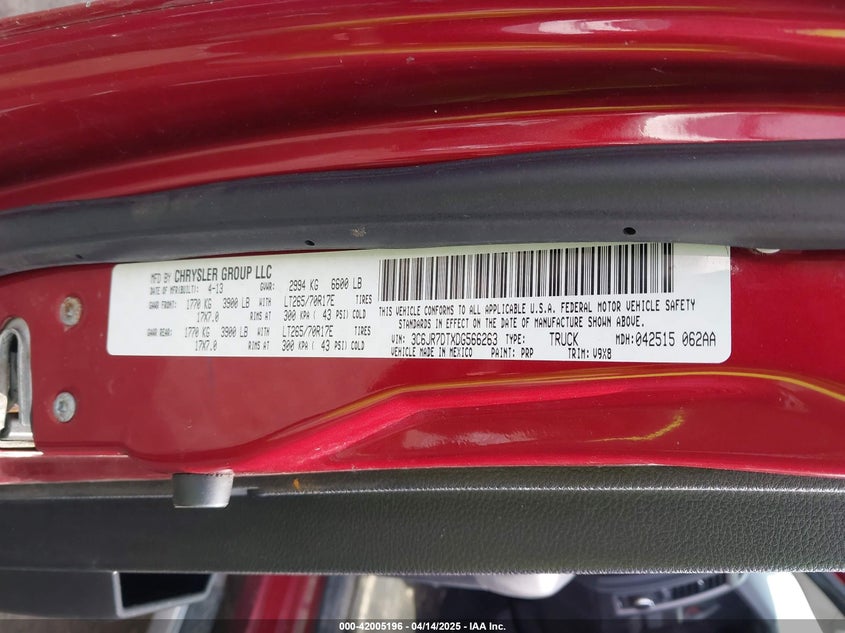 MFD BY CHRYSLER GROUP LLC
DATE OF MFR(BUILT): 4-13 GVWR: 2994 KG 6600 LB
GAWR FRONT: 1770 KG 3900 LB WITH LT265/70R17E TIRES
17X7.0 RIMS AT 300 KPA ( 43 PSI) COLD
GAWR REAR: 1770 KG 3900 LB WITH LT265/70R17E TIRES
17X7.0 RIMS AT 300 KPA ( 43 PSI) COLD
THIS VEHICLE CONFORMS TO ALL APPLICABLE U.S.A. FEDERAL MOTOR VEHICLE SAFETY
STANDARDS IN EFFECT ON THE DATE OF MANUFACTURE SHOWN ABOVE.
VIN: 3C6JR7DTXDG566263 TYPE: TRUCK MDH: 042515 062AA
VEHICLE MADE IN MEXICO PAINT: PRP TRIM: V9X8
000-42005196 - 04/14/2025 - IAA Inc.